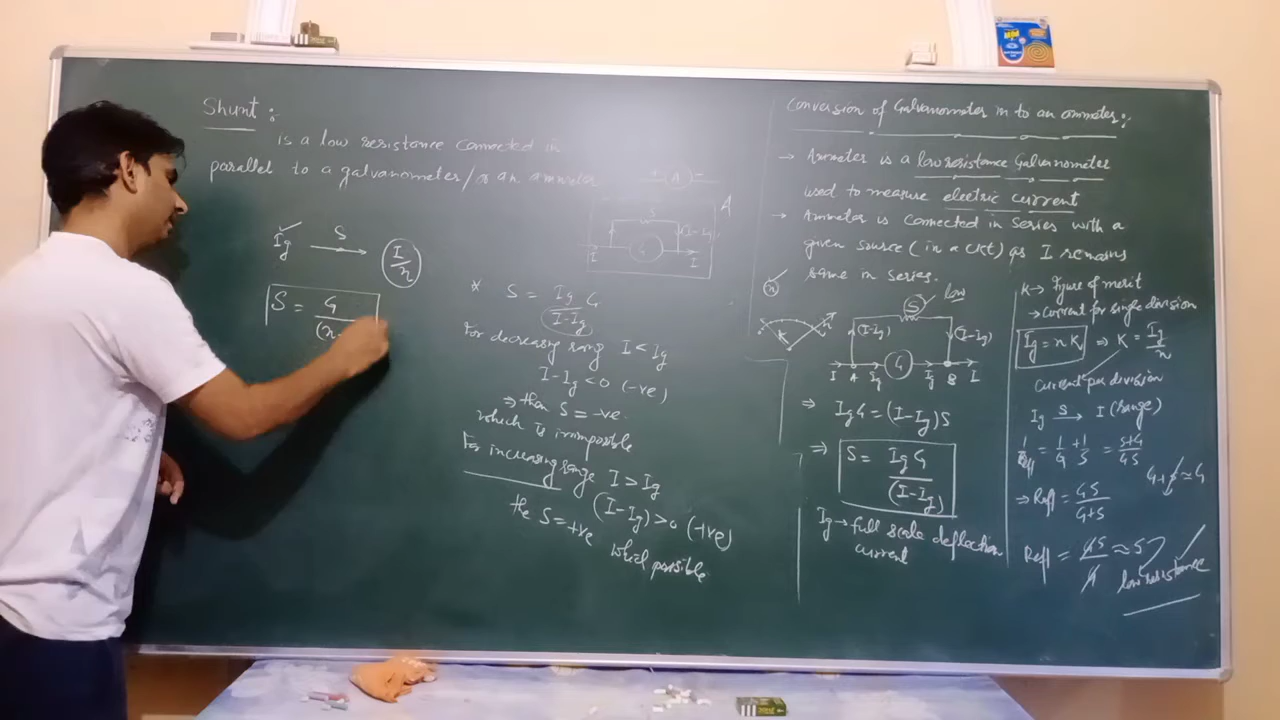 Shunt :
is a low resistance connected in
parallel to a galvanometer / or an ammeter
+ A -
A
S
(I-Ig)
I G I
Ig S → I/n
S = G/(n
* S = Ig G/(I-Ig)
For decreasing rang I < Ig
I-Ig < 0 (-ve)
⇒ then S = -ve.
which is impossible
For increasing range I > Ig
(I-Ig) > 0 (+ve)
the S = +ve which possible
Conversion of Galvanometer in to an ammeter :
→ Ammeter is a low resistance Galvanometer
used to measure electric current
→ Ammeter is connected in series with a
given source (in a ckt) as I remains
same in series.
n
K n
S low
(I-Ig) (I-Ig)
I A Ig G Ig B I
⇒ IgG = (I-Ig)S
⇒ S = Ig G/(I-Ig)
Ig → full scale deflection
current
K → figure of merit
→ current for single division
Ig = nK ⇒ K = Ig/n
Current per division
Ig S → I (range)
1/Reff = 1/G + 1/S = S+G/GS
⇒ Reff = GS/G+S
G+S ≈ G
Reff = GS/G ≈ S
low resistance